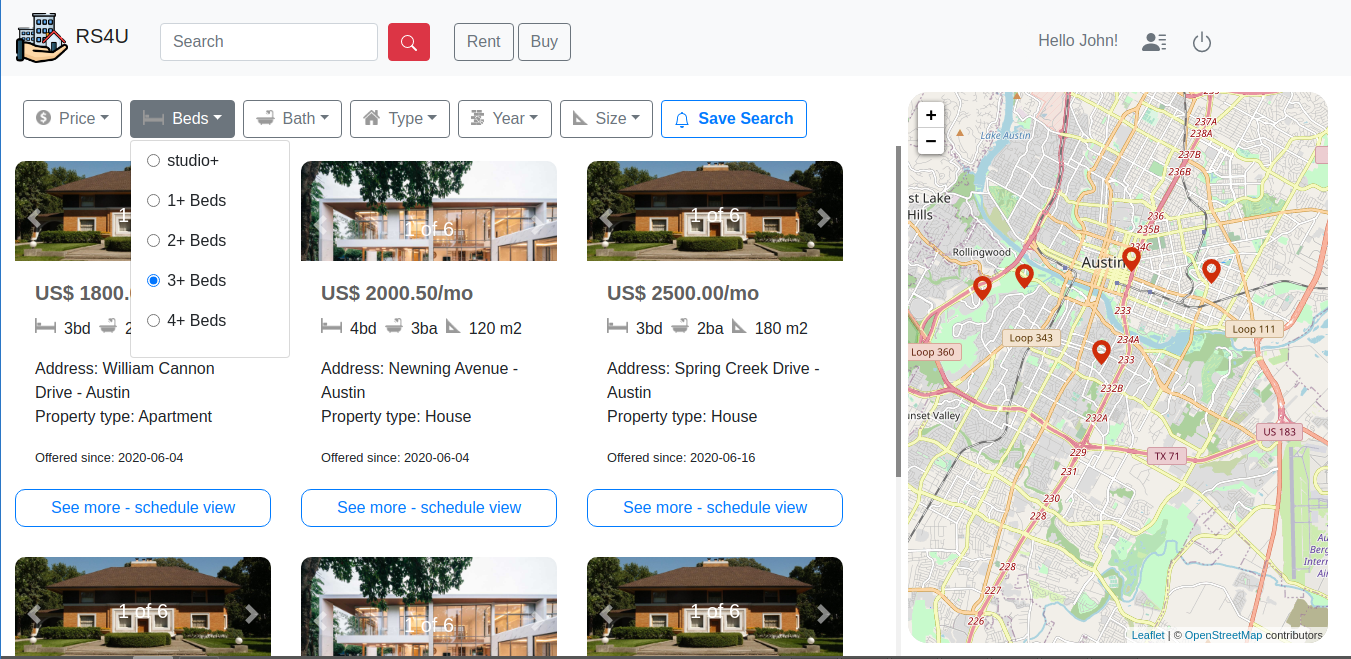 RS4U
Search
Rent
Buy
Hello John!
Price
Beds
Bath
Type
Year
Size
Save Search
studio+
1+ Beds
2+ Beds
3+ Beds
4+ Beds
1
1 of 6
1 of 6
US$ 1800.
US$ 2000.50/mo
US$ 2500.00/mo
3bd 2
4bd 3ba 120 m2
3bd 2ba 180 m2
Address: William Cannon
Drive - Austin
Property type: Apartment
Address: Newning Avenue -
Austin
Property type: House
Address: Spring Creek Drive -
Austin
Property type: House
Offered since: 2020-06-04
Offered since: 2020-06-04
Offered since: 2020-06-16
See more - schedule view
See more - schedule view
See more - schedule view
1 of 6
1 of 6
1 of 6
+
−
Lake Austin
237A
238A
237B
236B
st Lake
Hills
236
235B
234C
Rollingwood
Austin
233
Loop 111
Loop 343
234A
Loop 360
233
232B
nset Valley
232A
US 183
229
TX 71
231
230
228
Au
Berg
Intern
Ai
228
227
226
Leaflet | © OpenStreetMap contributors